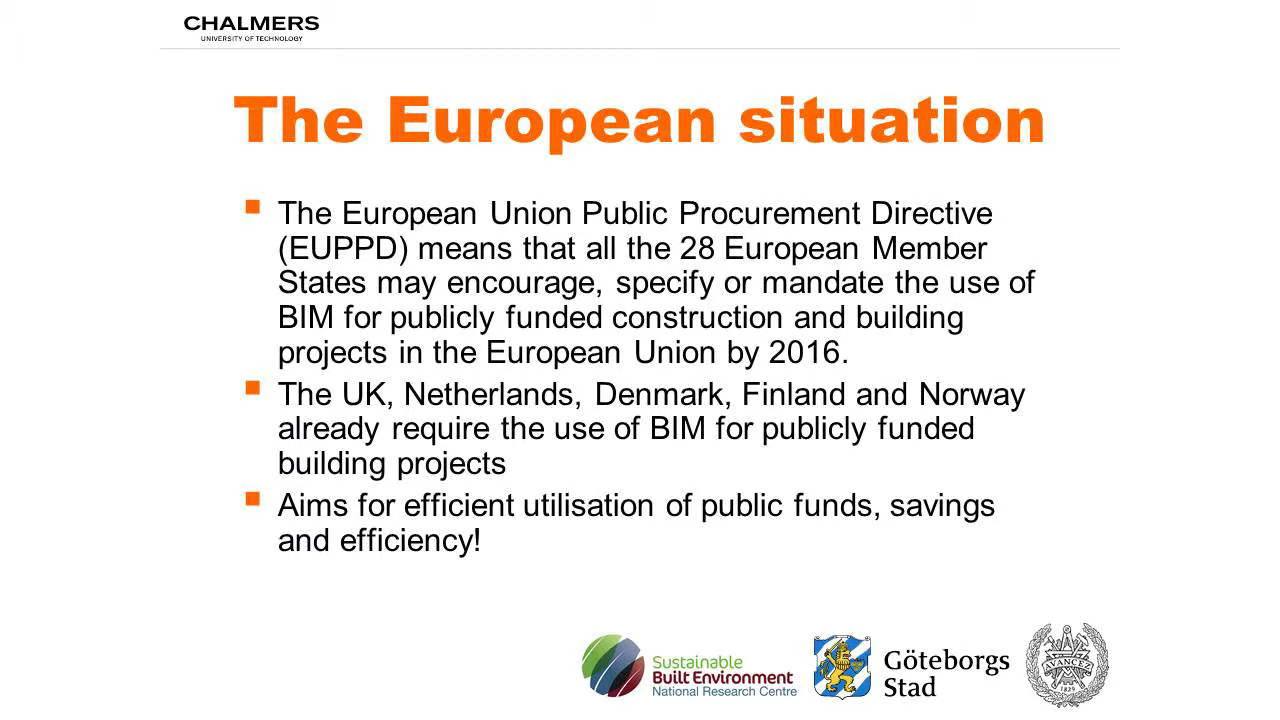 CHALMERS
UNIVERSITY OF TECHNOLOGY
The European situation
The European Union Public Procurement Directive
(EUPPD) means that all the 28 European Member
States may encourage, specify or mandate the use of
BIM for publicly funded construction and building
projects in the European Union by 2016.
The UK, Netherlands, Denmark, Finland and Norway
already require the use of BIM for publicly funded
building projects
Aims for efficient utilisation of public funds, savings
and efficiency!
Sustainable
Built Environment
National Research Centre
Göteborgs
Stad
AVANCEZ
1829